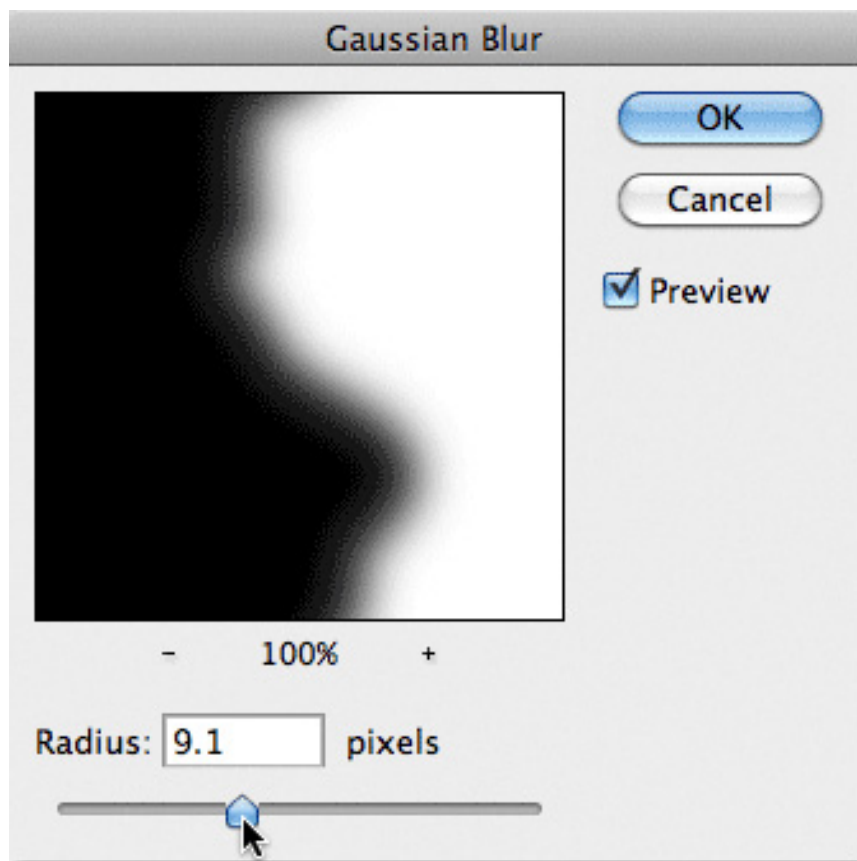 Gaussian Blur
OK
Cancel
Preview
- 100% +
Radius: 9.1 pixels